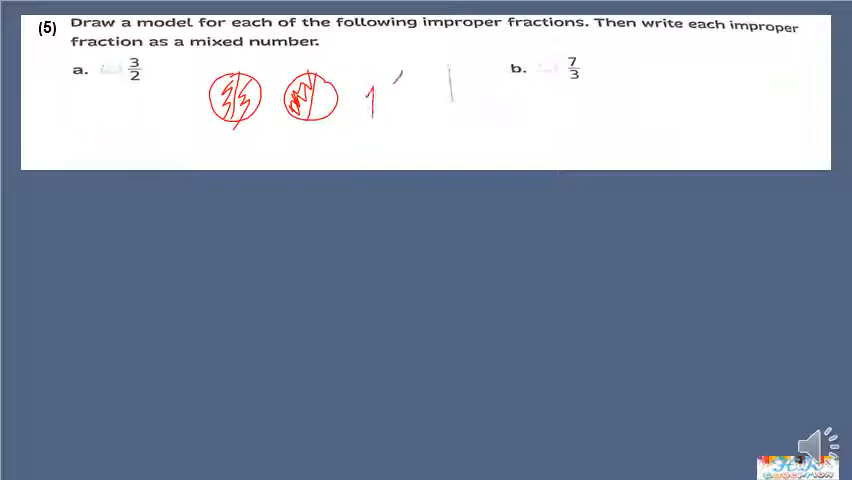 (5) Draw a model for each of the following improper fractions. Then write each improper
fraction as a mixed number.
a. 3/2 1 b. 7/3
H.K
EDUCATION